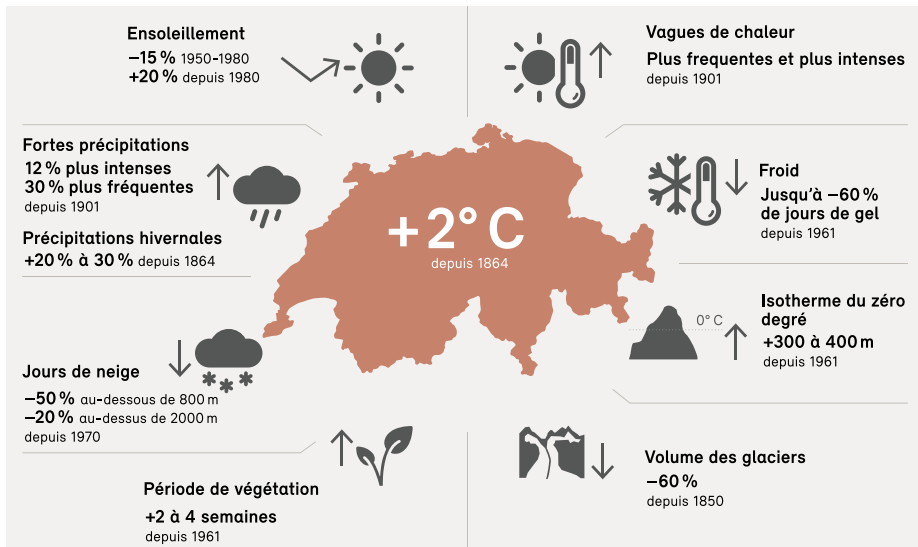 Ensoleillement
–15 % 1950-1980
+20 % depuis 1980
Vagues de chaleur
Plus frequentes et plus intenses
depuis 1901
Fortes précipitations
12 % plus intenses
30 % plus fréquentes
depuis 1901
Précipitations hivernales
+20 % à 30 % depuis 1864
+2° C
depuis 1864
Froid
Jusqu’à –60 %
de jours de gel
depuis 1961
0° C
Isotherme du zéro
degré
+300 à 400 m
depuis 1961
Jours de neige
–50 % au-dessous de 800 m
–20 % au-dessus de 2000 m
depuis 1970
Période de végétation
+2 à 4 semaines
depuis 1961
Volume des glaciers
–60 %
depuis 1850